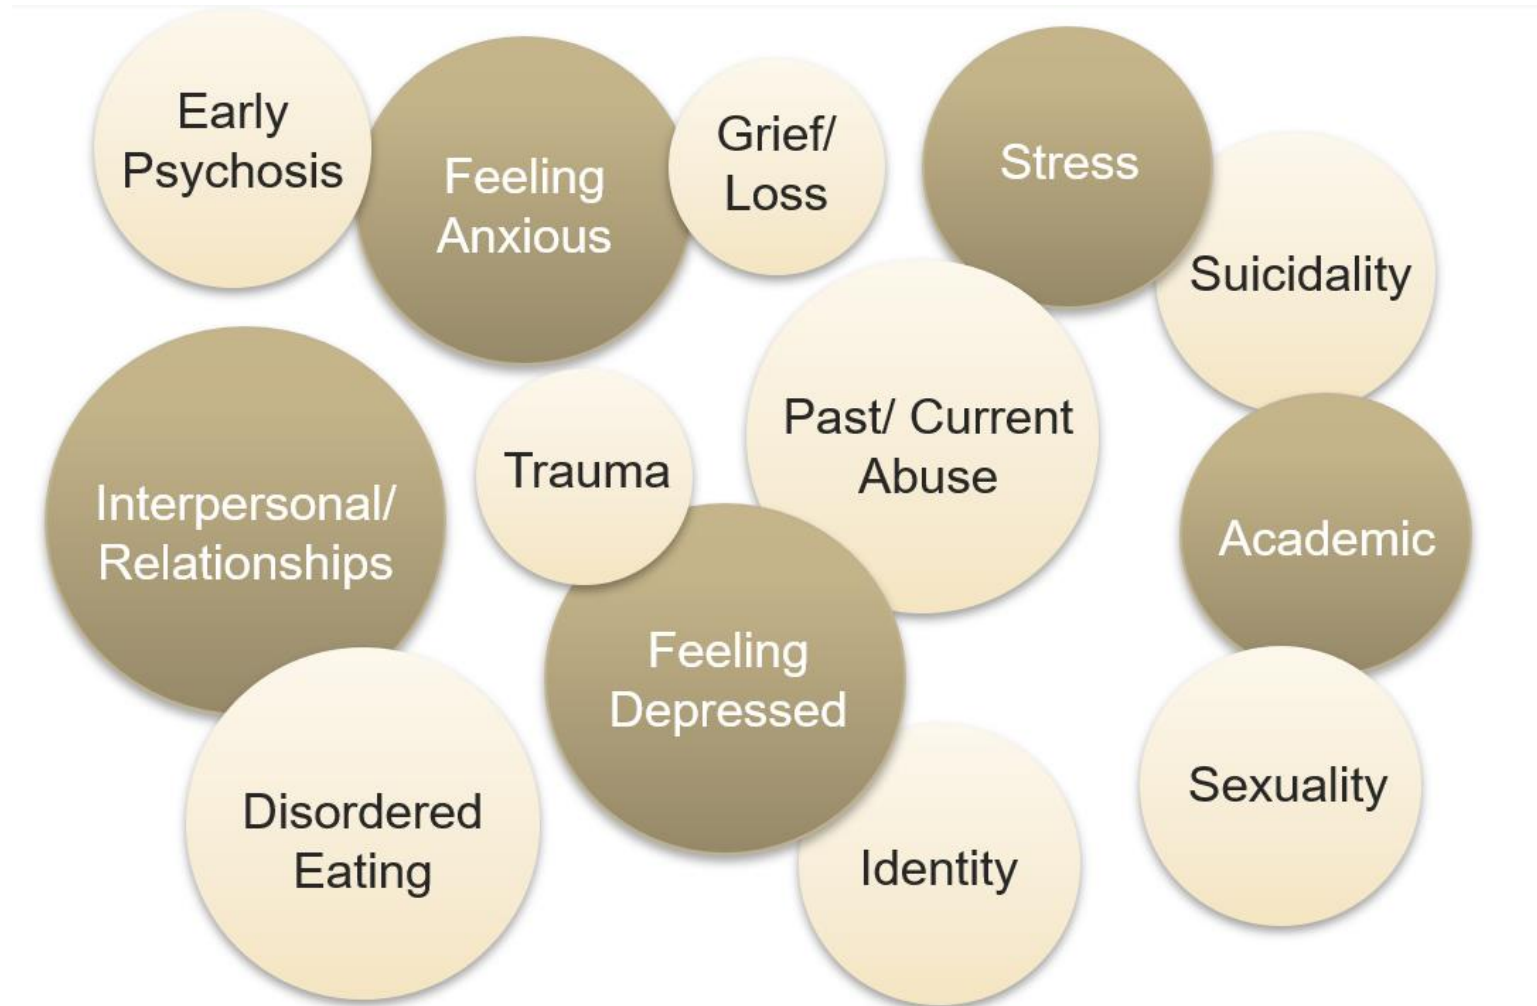 Early
Psychosis
Feeling
Anxious
Grief/
Loss
Stress
Suicidality
Interpersonal/
Relationships
Trauma
Past/ Current
Abuse
Academic
Feeling
Depressed
Disordered
Eating
Identity
Sexuality